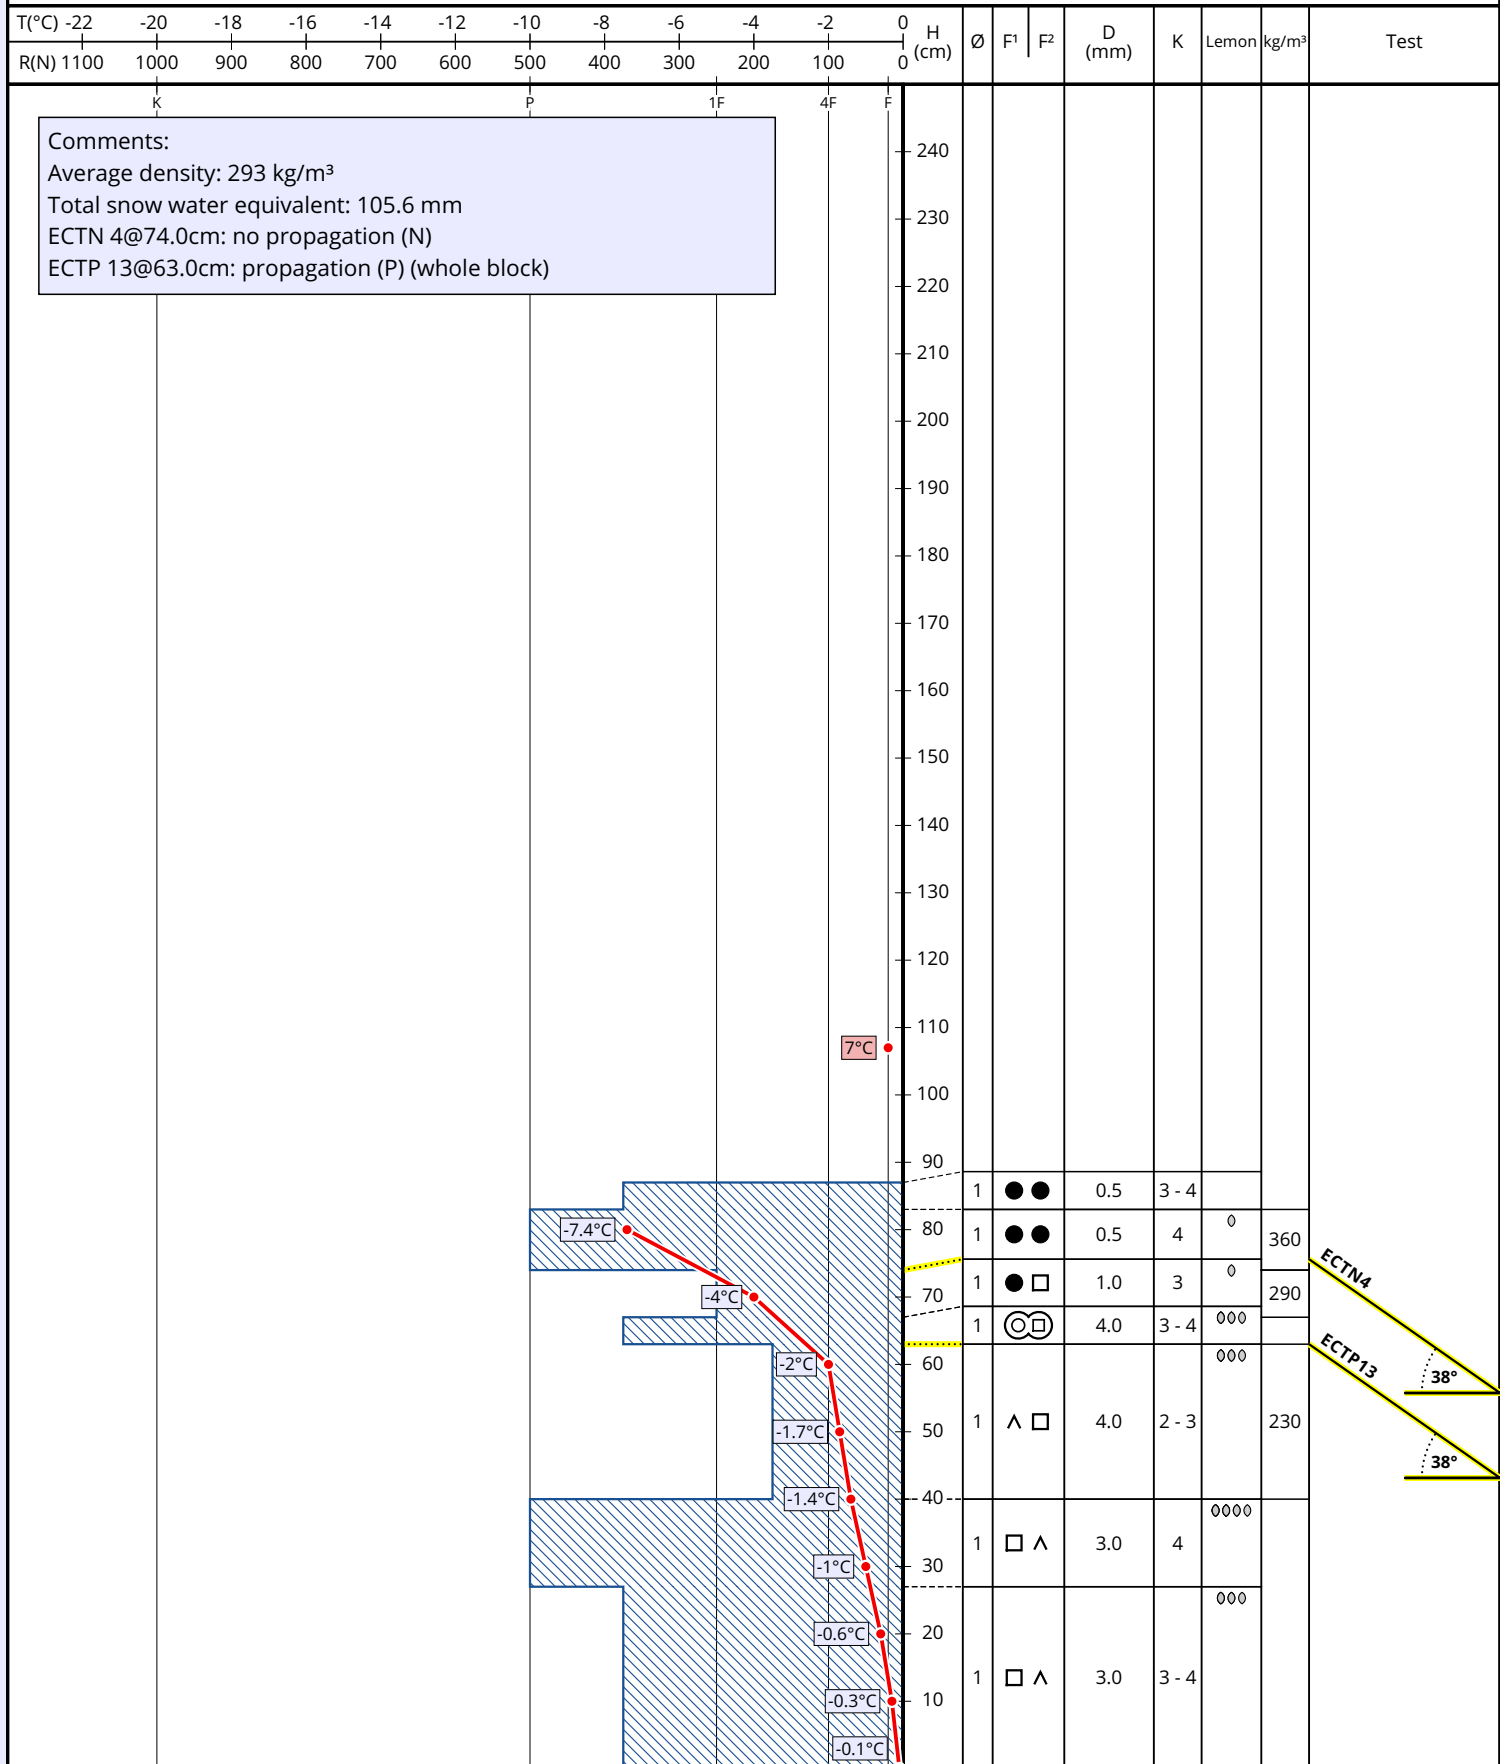 T(°C) -22 -20 -18 -16 -14 -12 -10 -8 -6 -4 -2 0
R(N) 1100 1000 900 800 700 600 500 400 300 200 100 0
H (cm) Ø F¹ F² D (mm) K Lemon kg/m³ Test
K P 1F 4F F
Comments:
Average density: 293 kg/m³
Total snow water equivalent: 105.6 mm
ECTN 4@74.0cm: no propagation (N)
ECTP 13@63.0cm: propagation (P) (whole block)
240
230
220
210
200
190
180
170
160
150
140
130
120
110
7°C
100
90
1 0.5 3 - 4
-7.4°C 80 1 0.5 4 360
ECTN4
-4°C 70 1 1.0 3 290
1 4.0 3 - 4
ECTP13
-2°C 60
38°
-1.7°C 50 1 4.0 2 - 3 230
38°
-1.4°C 40
1 3.0 4
-1°C 30
-0.6°C 20
1 3.0 3 - 4
-0.3°C 10
-0.1°C